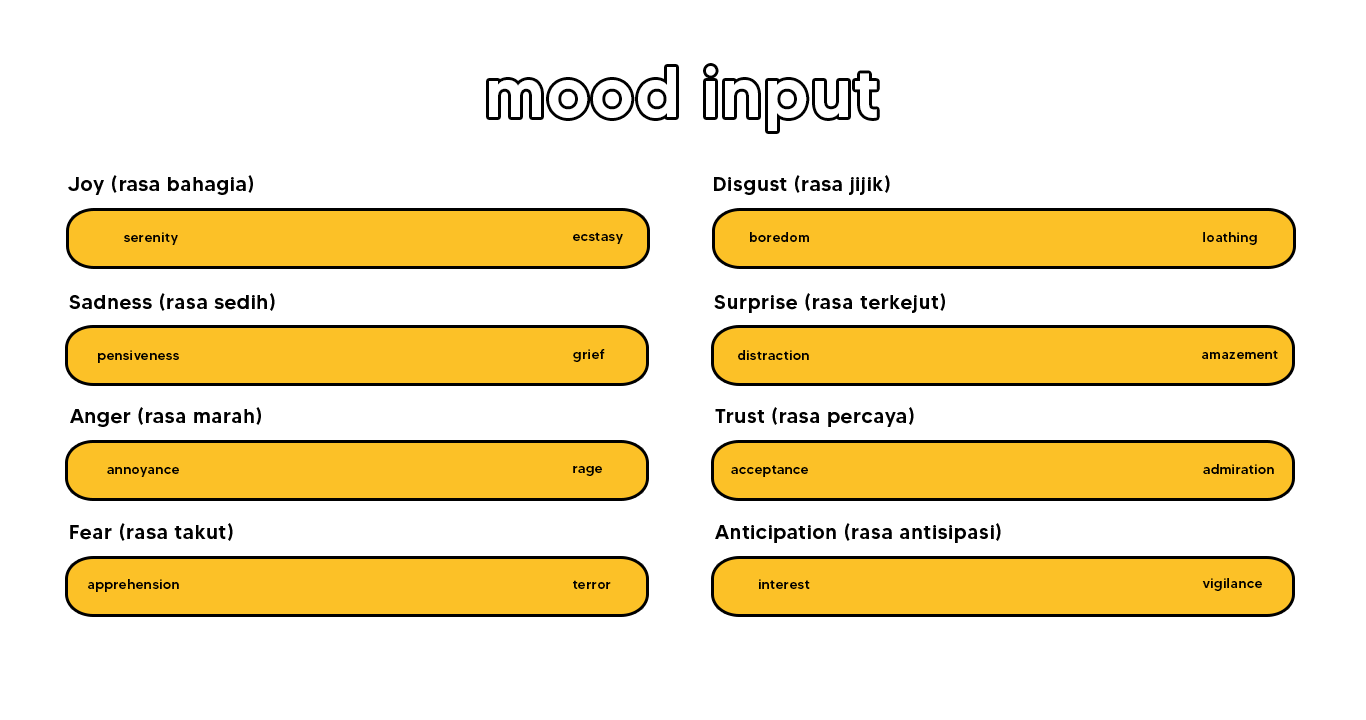 mood input
Joy (rasa bahagia)
serenity ecstasy
Sadness (rasa sedih)
pensiveness grief
Anger (rasa marah)
annoyance rage
Fear (rasa takut)
apprehension terror
Disgust (rasa jijik)
boredom loathing
Surprise (rasa terkejut)
distraction amazement
Trust (rasa percaya)
acceptance admiration
Anticipation (rasa antisipasi)
interest vigilance